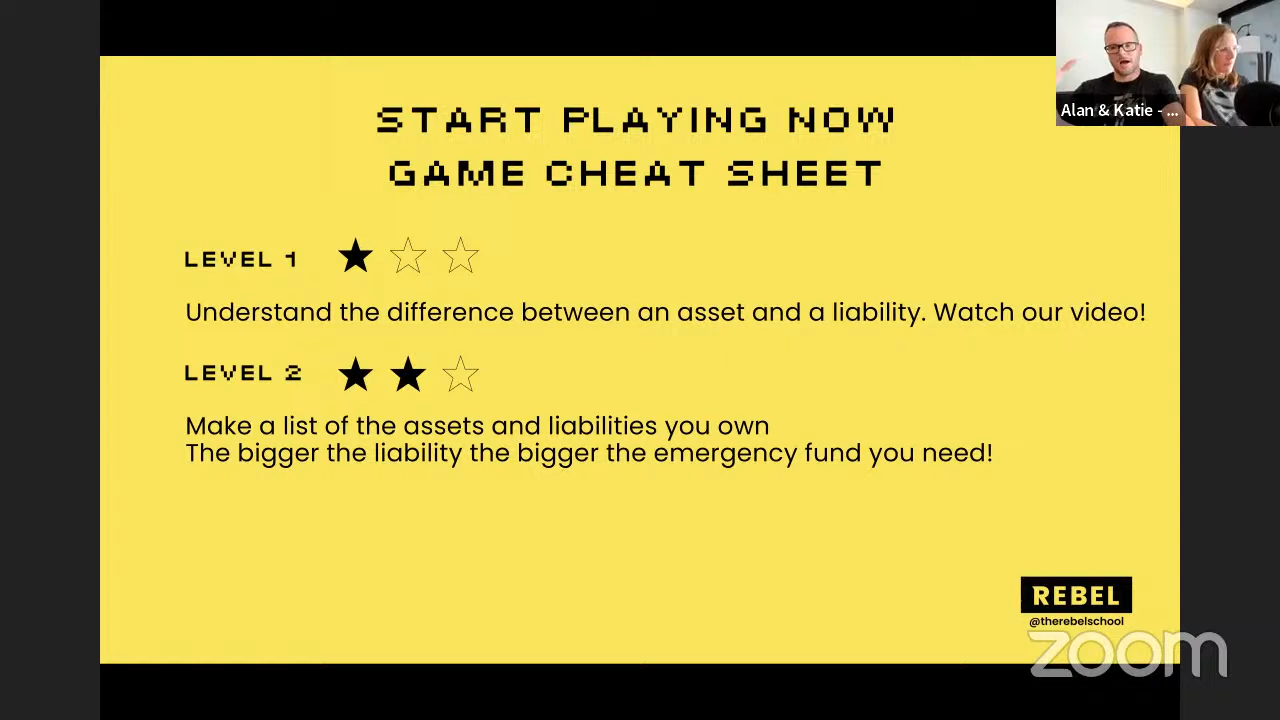 START PLAYING NOW
GAME CHEAT SHEET
LEVEL 1
Understand the difference between an asset and a liability. Watch our video!
LEVEL 2
Make a list of the assets and liabilities you own
The bigger the liability the bigger the emergency fund you need!
REBEL
@therebelschool
zoom
Alan & Katie - ...